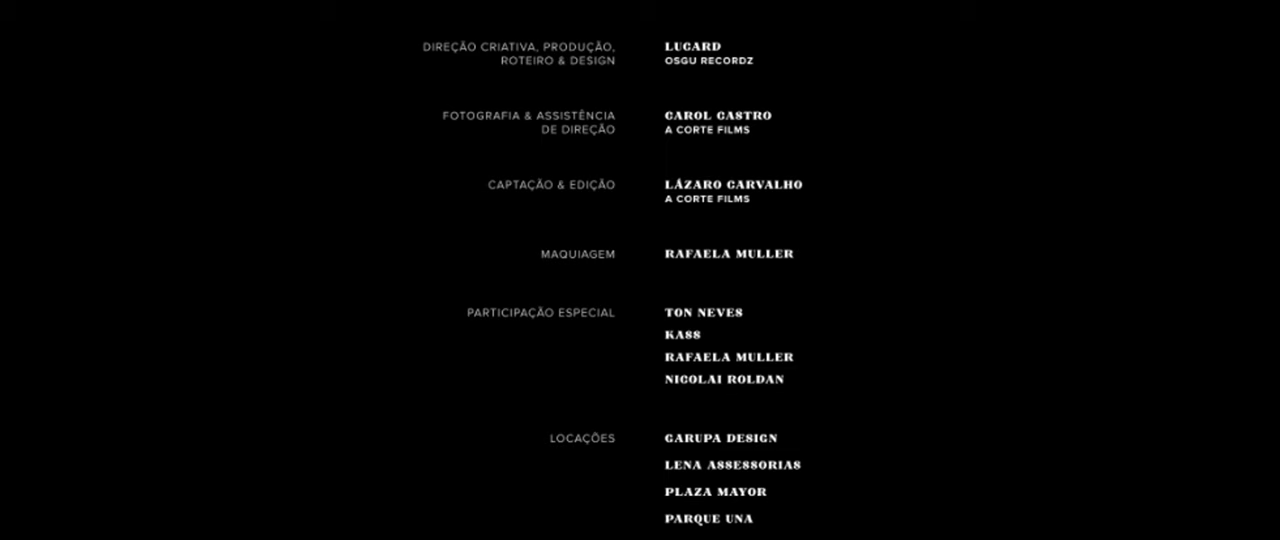 DIREÇÃO CRIATIVA, PRODUÇÃO,
ROTEIRO & DESIGN
LUCARD
OSGU RECORDZ
FOTOGRAFIA & ASSISTÊNCIA
DE DIREÇÃO
CAROL CASTRO
A CORTE FILMS
CAPTAÇÃO & EDIÇÃO
LÁZARO CARVALHO
A CORTE FILMS
MAQUIAGEM
RAFAELA MULLER
PARTICIPAÇÃO ESPECIAL
TON NEVES
KASS
RAFAELA MULLER
NICOLAI ROLDAN
LOCAÇÕES
GARUPA DESIGN
LENA ASSESSORIAS
PLAZA MAYOR
PARQUE UNA